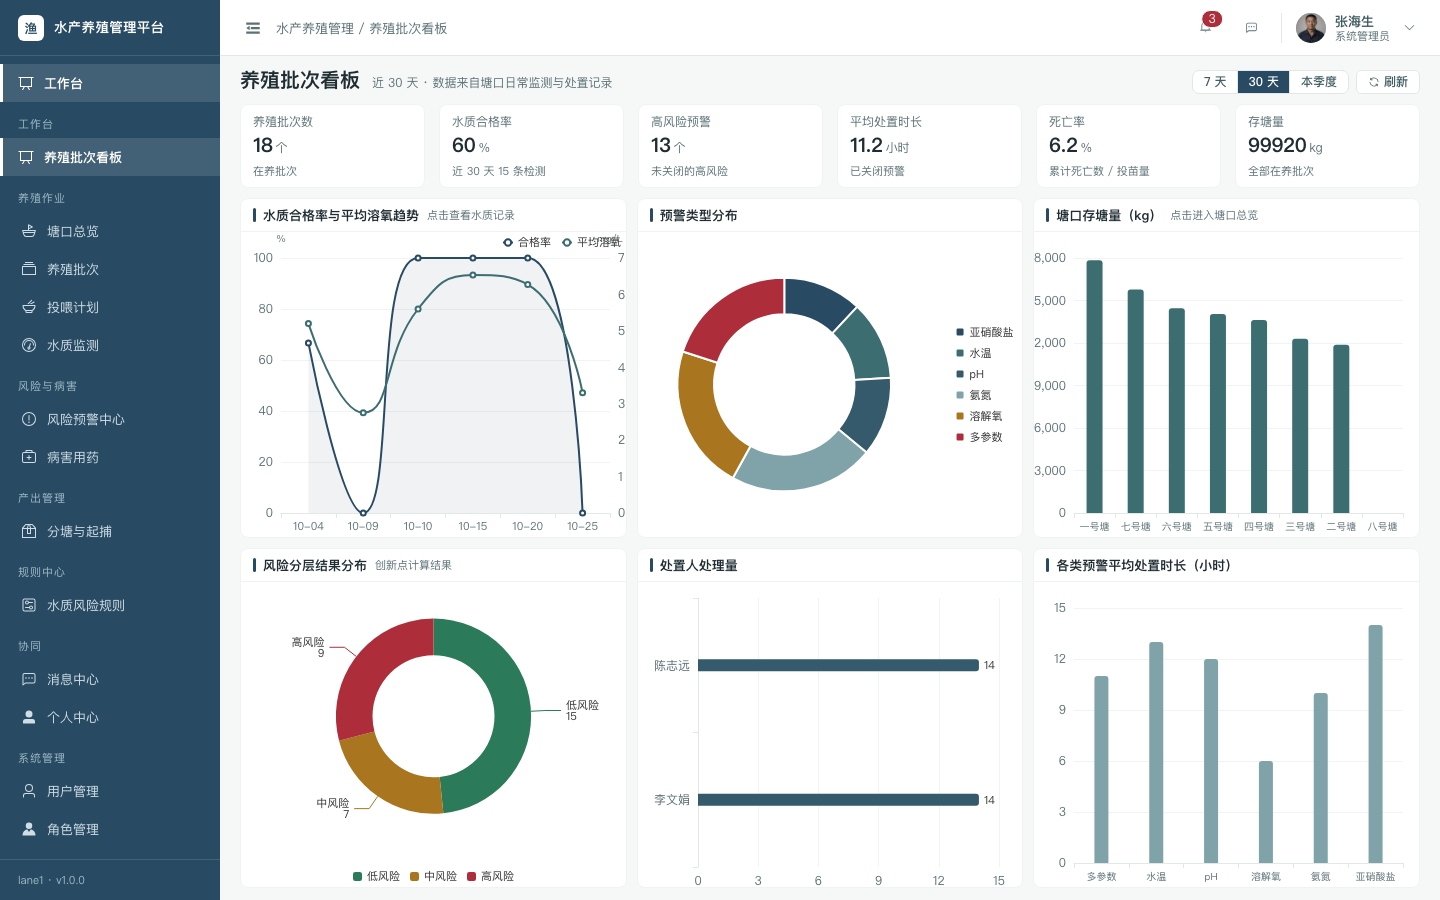 渔 水产养殖管理平台
工作台
工作台
养殖批次看板
养殖作业
塘口总览
养殖批次
投喂计划
水质监测
风险与病害
风险预警中心
病害用药
产出管理
分塘与起捕
规则中心
水质风险规则
协同
消息中心
个人中心
系统管理
用户管理
角色管理
lane1 · v1.0.0
水产养殖管理 / 养殖批次看板
3
张海生
系统管理员
养殖批次看板 近 30 天 · 数据来自塘口日常监测与处置记录
7 天 30 天 本季度 刷新
养殖批次数
18 个
在养批次
水质合格率
60 %
近 30 天 15 条检测
高风险预警
13 个
未关闭的高风险
平均处置时长
11.2 小时
已关闭预警
死亡率
6.2 %
累计死亡数 / 投苗量
存塘量
99920 kg
全部在养批次
水质合格率与平均溶氧趋势 点击查看水质记录
%
合格率 平均溶氧
100 7
6
80
5
60
4
3
40
2
20
1
0 0
10-04 10-09 10-10 10-15 10-20 10-25
预警类型分布
亚硝酸盐
水温
pH
氨氮
溶解氧
多参数
塘口存塘量（kg） 点击进入塘口总览
8,000
5,000
2,000
9,000
6,000
3,000
0
一号塘 七号塘 六号塘 五号塘 四号塘 三号塘 二号塘 八号塘
风险分层结果分布 创新点计算结果
高风险
9
低风险
15
中风险
7
低风险 中风险 高风险
处置人处理量
陈志远 14
李文娟 14
0 3 6 9 12 15
各类预警平均处置时长（小时）
15
12
9
6
3
0
多参数 水温 pH 溶解氧 氨氮 亚硝酸盐